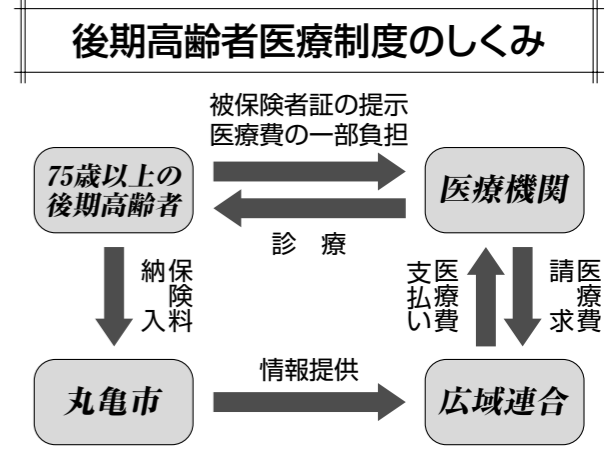 後期高齢者医療制度のしくみ
被保険者証の提示
医療費の一部負担
75歳以上の
後期高齢者
医療機関
診 療
保険料
納 入
医療費
支払い
医療費
請 求
情報提供
丸亀市
広域連合